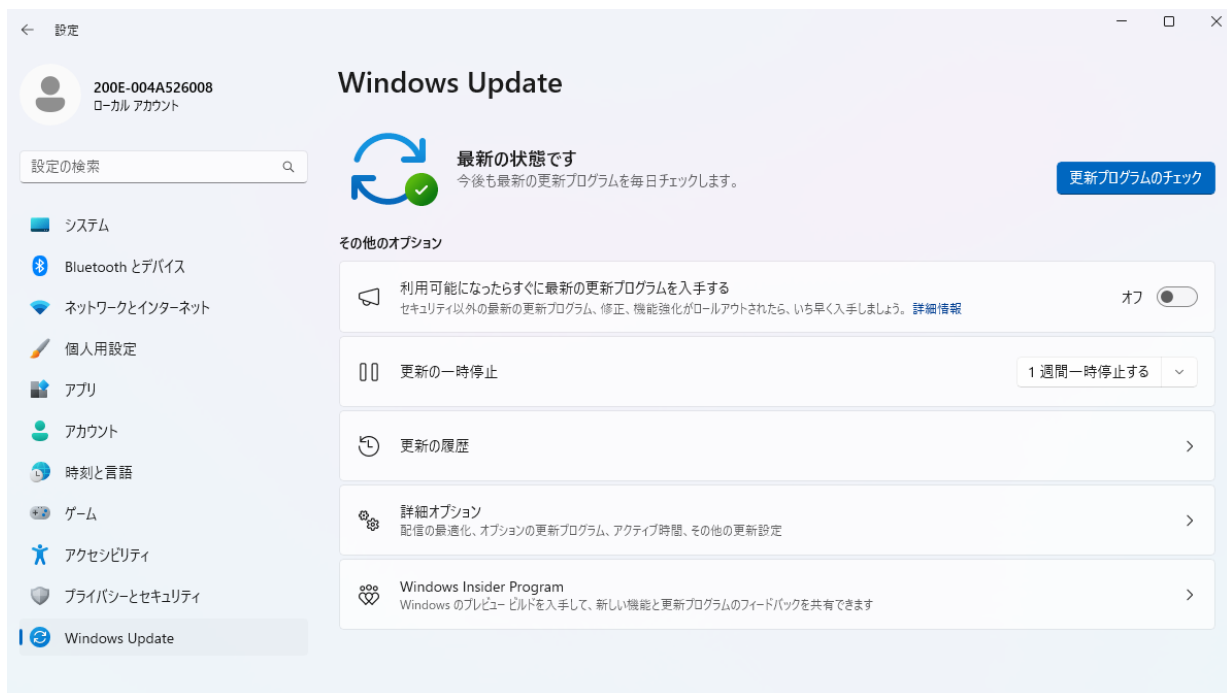 設定
200E-004A526008
ローカル アカウント
設定の検索
システム
Bluetooth とデバイス
ネットワークとインターネット
個人用設定
アプリ
アカウント
時刻と言語
ゲーム
アクセシビリティ
プライバシーとセキュリティ
Windows Update
Windows Update
最新の状態です
今後も最新の更新プログラムを毎日チェックします。
更新プログラムのチェック
その他のオプション
利用可能になったらすぐに最新の更新プログラムを入手する
セキュリティ以外の最新の更新プログラム、修正、機能強化がロールアウトされたら、いち早く入手しましょう。 詳細情報
オフ
更新の一時停止
1 週間一時停止する
更新の履歴
詳細オプション
配信の最適化、オプションの更新プログラム、アクティブ時間、その他の更新設定
Windows Insider Program
Windows のプレビュー ビルドを入手して、新しい機能と更新プログラムのフィードバックを共有できます